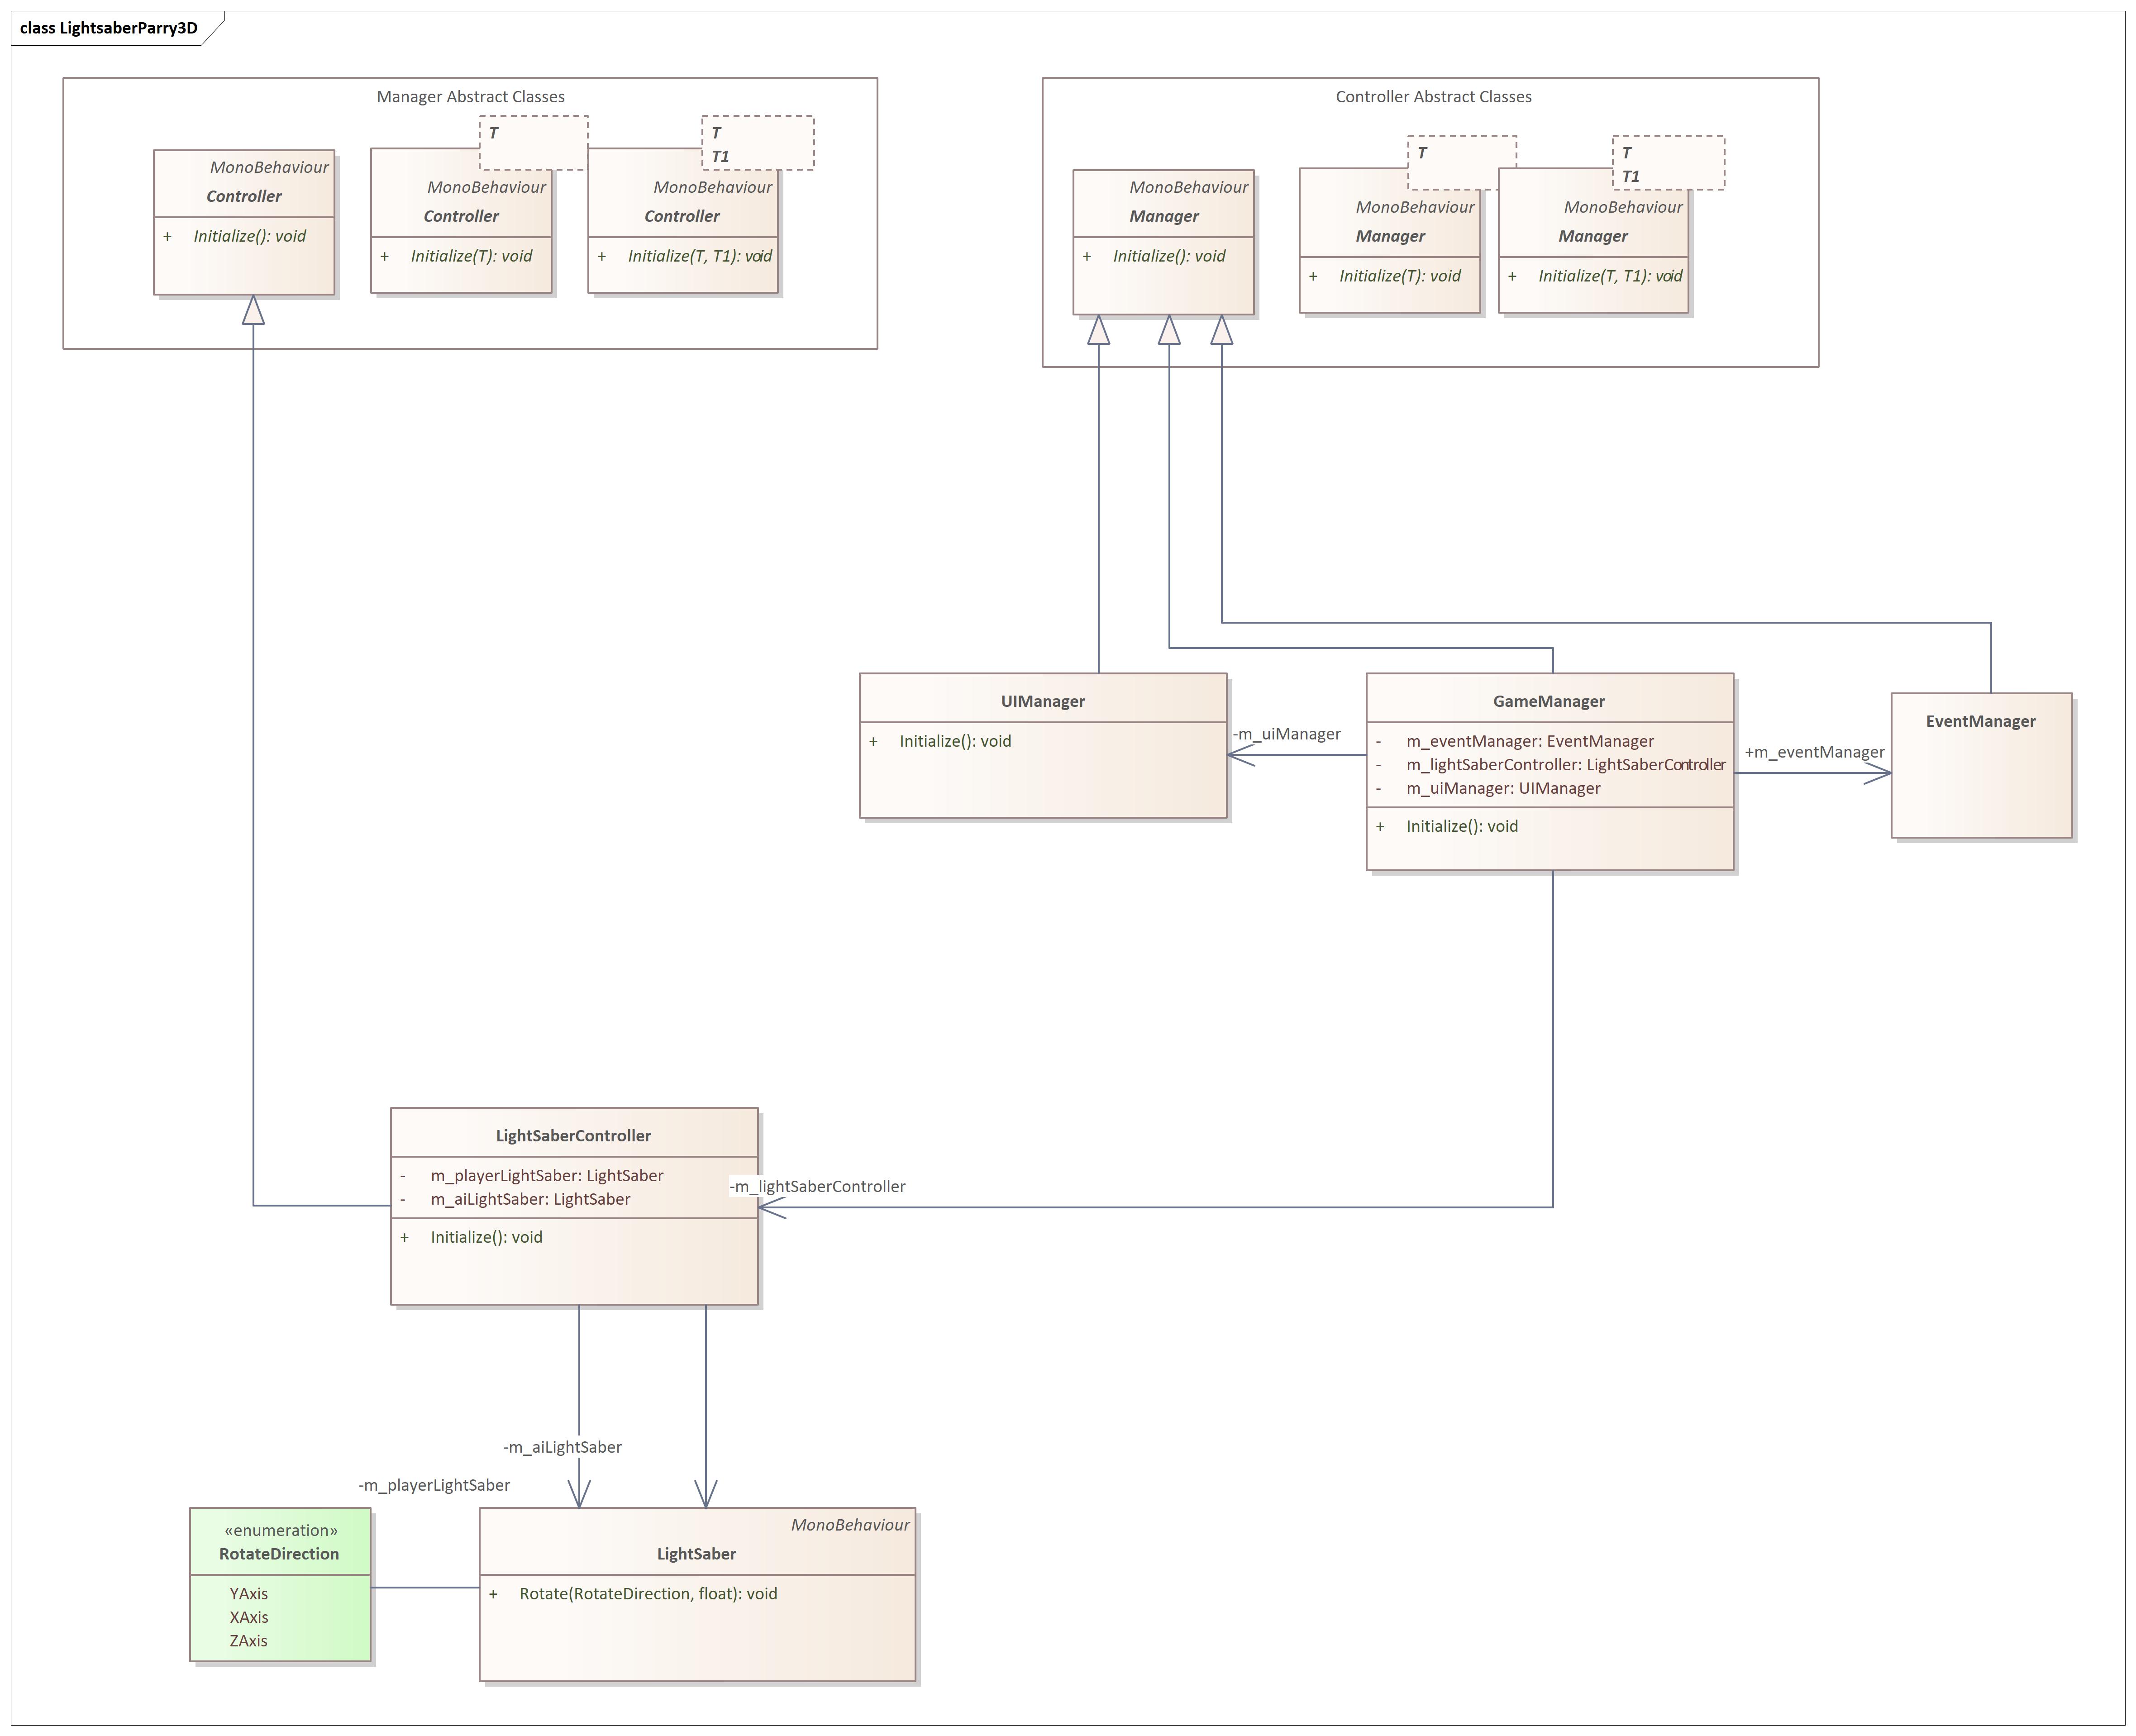 class LightsaberParry3D
Manager Abstract Classes
MonoBehaviour
Controller
+ Initialize(): void
T
MonoBehaviour
Controller
+ Initialize(T): void
T
T1
MonoBehaviour
Controller
+ Initialize(T, T1): void
Controller Abstract Classes
MonoBehaviour
Manager
+ Initialize(): void
T
MonoBehaviour
Manager
+ Initialize(T): void
T
T1
MonoBehaviour
Manager
+ Initialize(T, T1): void
UIManager
+ Initialize(): void
-m_uiManager
GameManager
- m_eventManager: EventManager
- m_lightSaberController: LightSaberController
- m_uiManager: UIManager
+ Initialize(): void
+m_eventManager
EventManager
LightSaberController
- m_playerLightSaber: LightSaber
- m_aiLightSaber: LightSaber
+ Initialize(): void
-m_lightSaberController
-m_aiLightSaber
-m_playerLightSaber
«enumeration»
RotateDirection
YAxis
XAxis
ZAxis
MonoBehaviour
LightSaber
+ Rotate(RotateDirection, float): void